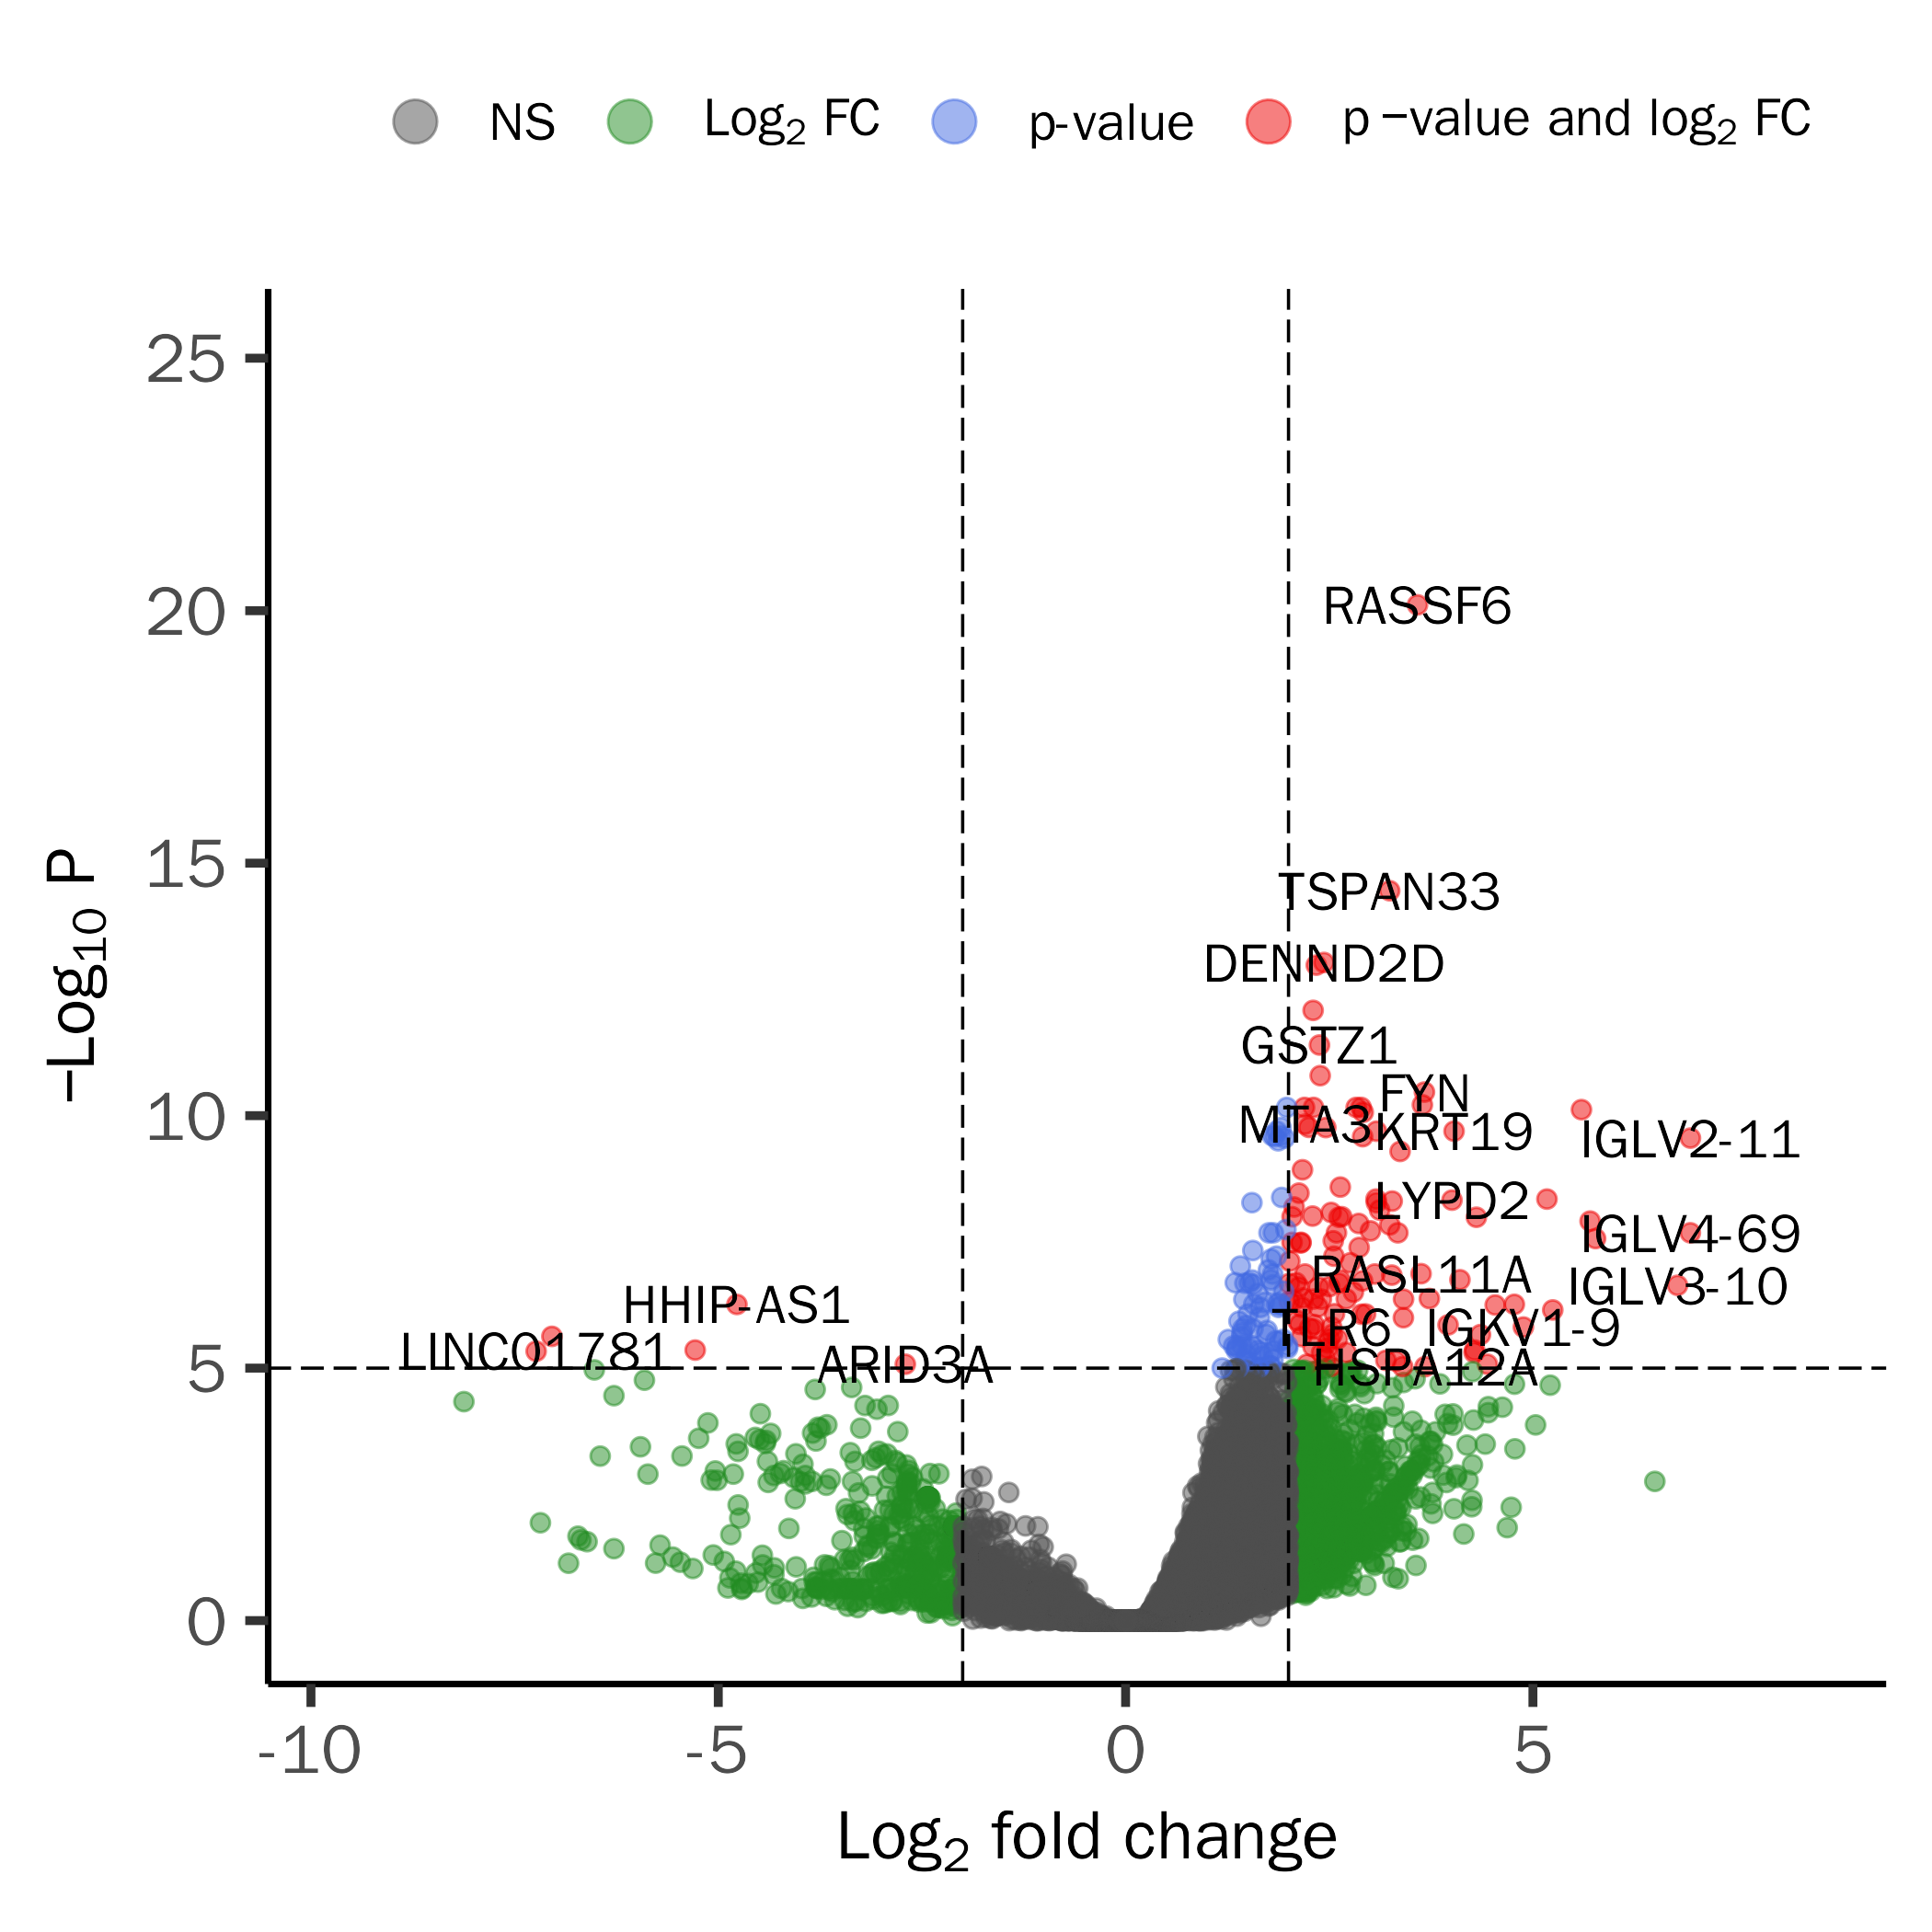 NS Log2 FC p-value p −value and log2 FC
25
20
15
10
5
0
−Log10 P
RASSF6
TSPAN33
DENND2D
GSTZ1
FYN
MTA3 KRT19 IGLV2-11
LYPD2
IGLV4-69
RASL11A IGLV3-10
HHIP-AS1
TLR6 IGKV1-9
LINC01781 ARID3A HSPA12A
-10 -5 0 5
Log2 fold change